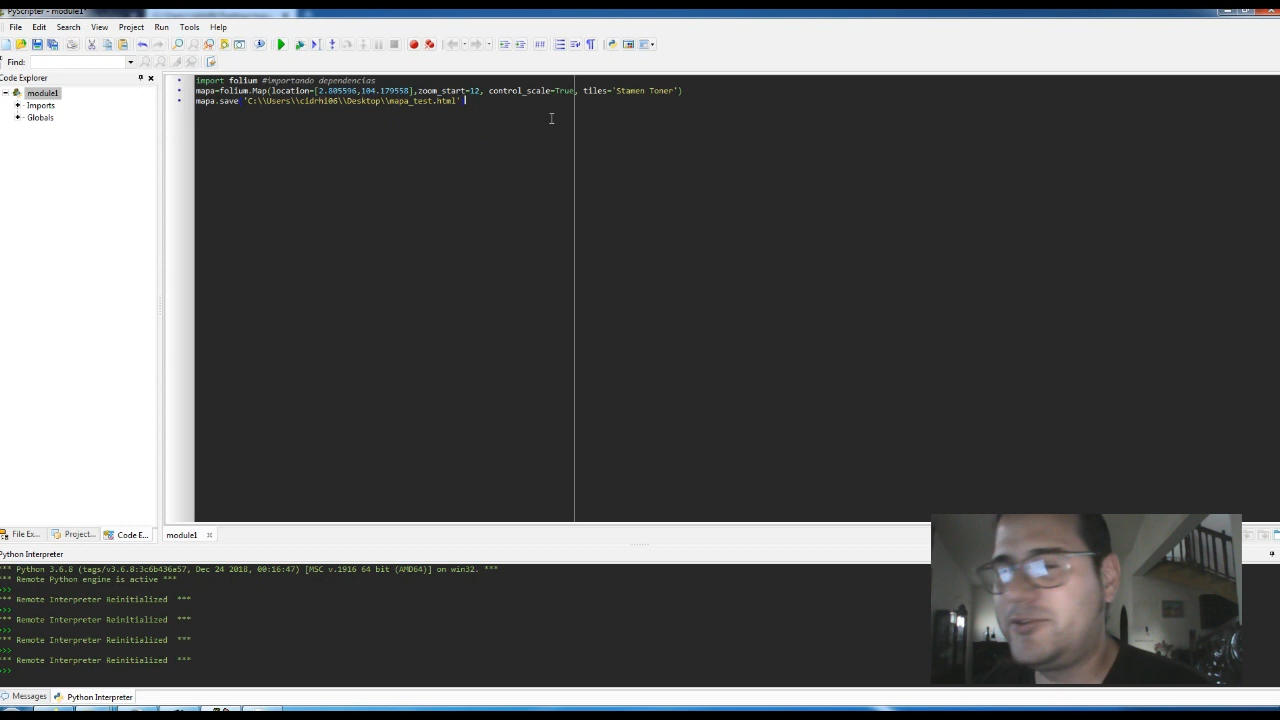 PyScripter - module1*
File Edit Search View Project Run Tools Help
Find:
Code Explorer
module1
Imports
Globals
import folium #importando dependencias
mapa=folium.Map(location=[2.805596,104.179558],zoom_start=12, control_scale=True, tiles='Stamen Toner')
mapa.save 'C:\\Users\\cidrhi06\\Desktop\\mapa_test.html'
File Ex... Project... Code E...
module1
Python Interpreter
*** Python 3.6.8 (tags/v3.6.8:3c6b436a57, Dec 24 2018, 00:16:47) [MSC v.1916 64 bit (AMD64)] on win32. ***
*** Remote Python engine is active ***
>>>
*** Remote Interpreter Reinitialized ***
>>>
*** Remote Interpreter Reinitialized ***
>>>
*** Remote Interpreter Reinitialized ***
>>>
*** Remote Interpreter Reinitialized ***
>>>
Messages Python Interpreter